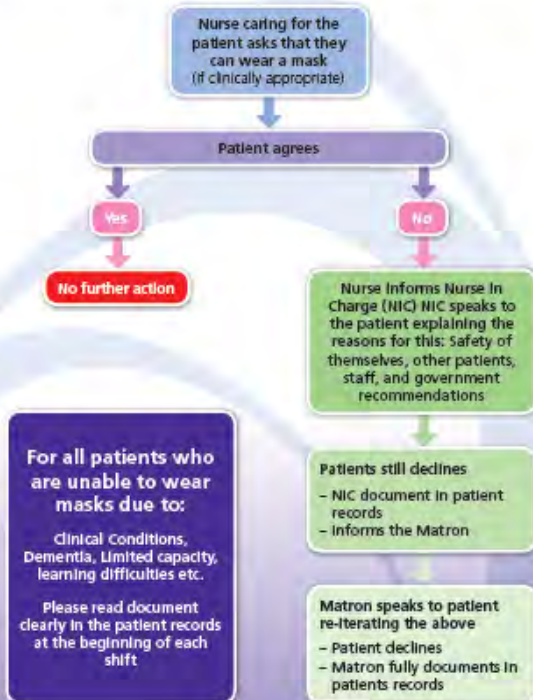 Nurse caring for the
patient asks that they
can wear a mask
(if clinically appropriate)
Patient agrees
Yes
No
No further action
Nurse informs Nurse In
Charge (NIC) NIC speaks to
the patient explaining the
reasons for this: Safety of
themselves, other patients,
staff, and government
recommendations
For all patients who
are unable to wear
masks due to:
Clinical Conditions,
Dementia, Limited capacity,
learning difficulties etc.
Please read document
clearly in the patient records
at the beginning of each
shift
Patients still declines
– NIC document in patient
records
– Informs the Matron
Matron speaks to patient
re-iterating the above
– Patient declines
– Matron fully documents in
patients records